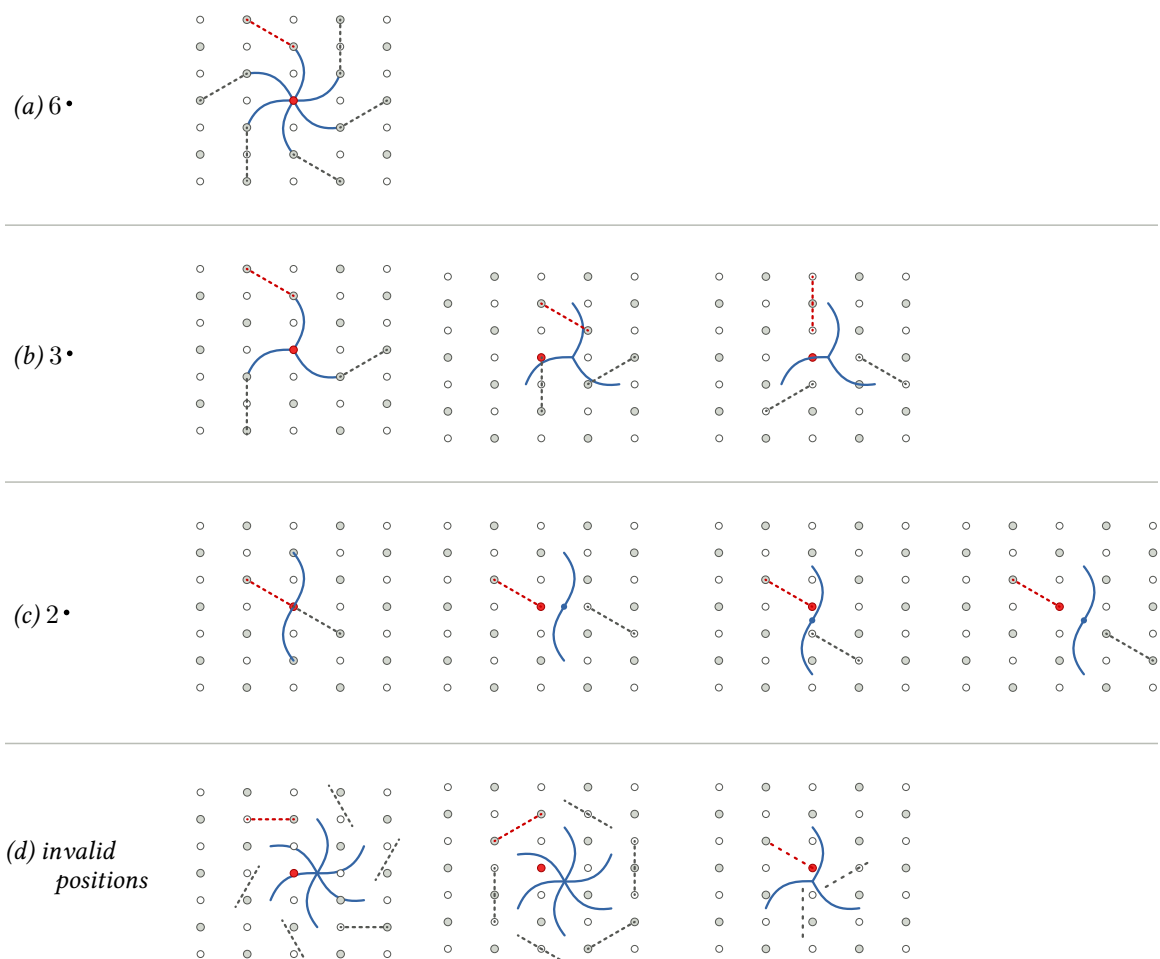 (a) 6•
(b) 3•
(c) 2•
(d) invalid
positions